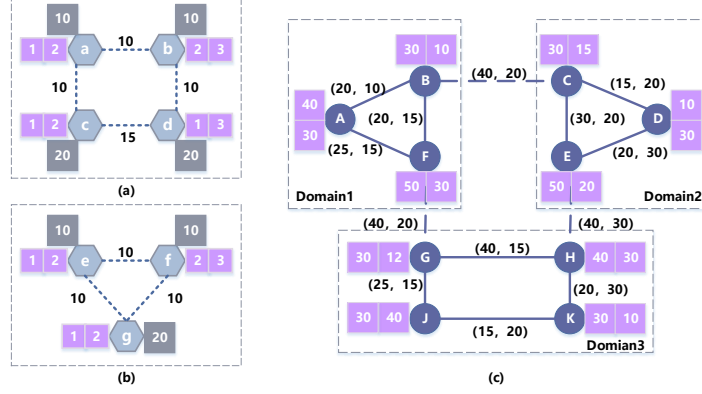 10 10
1 2 a 10 b 2 3
10 10
1 2 c d 1 3
20 15 20
(a)
10 10
1 2 e 10 f 2 3
10 10
1 2 g 20
(b)
30 10 30 15
B (40, 20) C
(20, 10) (15, 20)
40 10
A (20, 15) (30, 20) D
30 30
(25, 15) F E (20, 30)
50 30 50 20
Domain1 Domain2
(40, 20) (40, 30)
30 12 G (40, 15) H 40 30
(25, 15) (20, 30)
30 40 J K 30 10
(15, 20)
Domian3
(c)